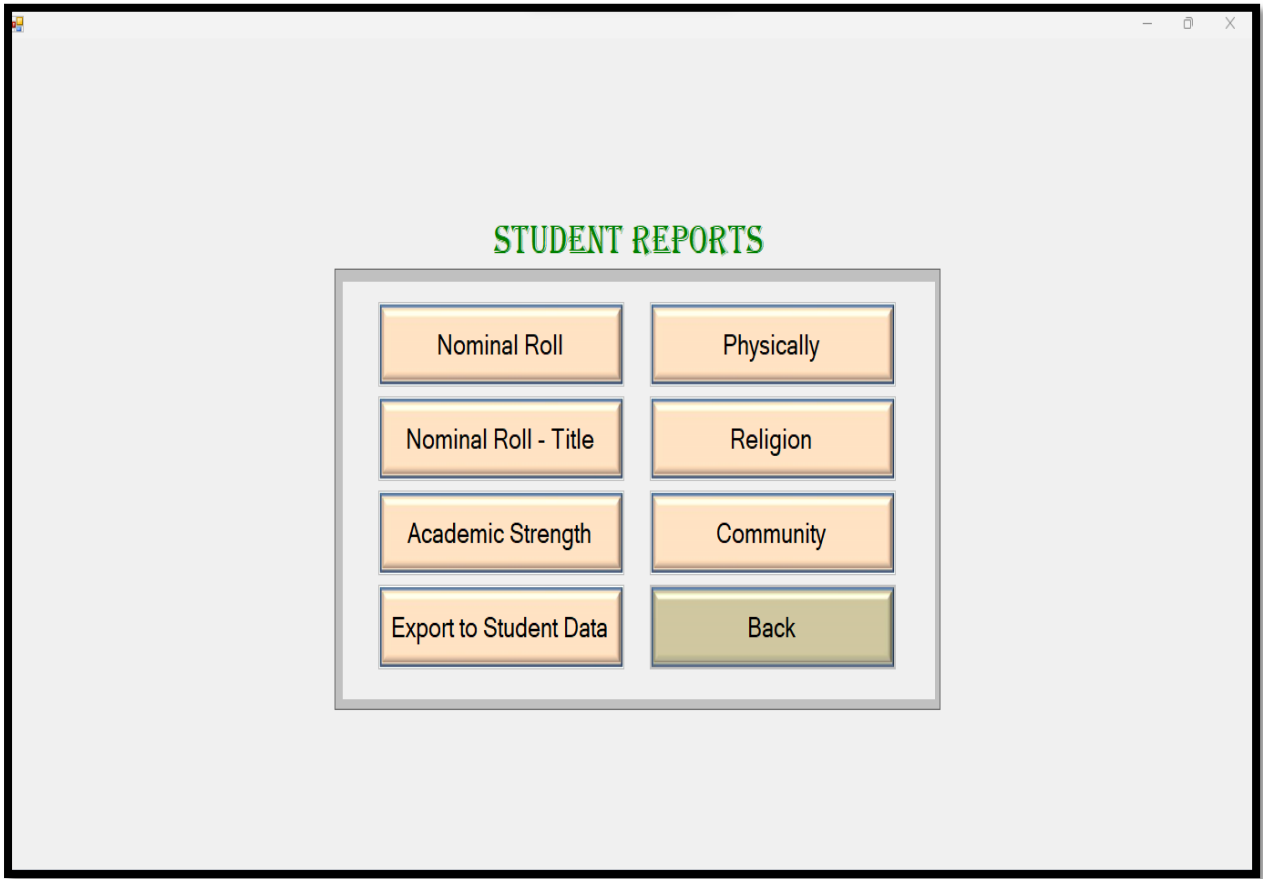 STUDENT REPORTS
Nominal Roll
Physically
Nominal Roll - Title
Religion
Academic Strength
Community
Export to Student Data
Back